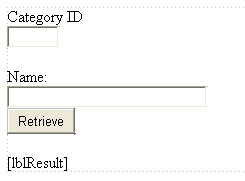 Category ID
Name:
Retrieve
[lblResult]